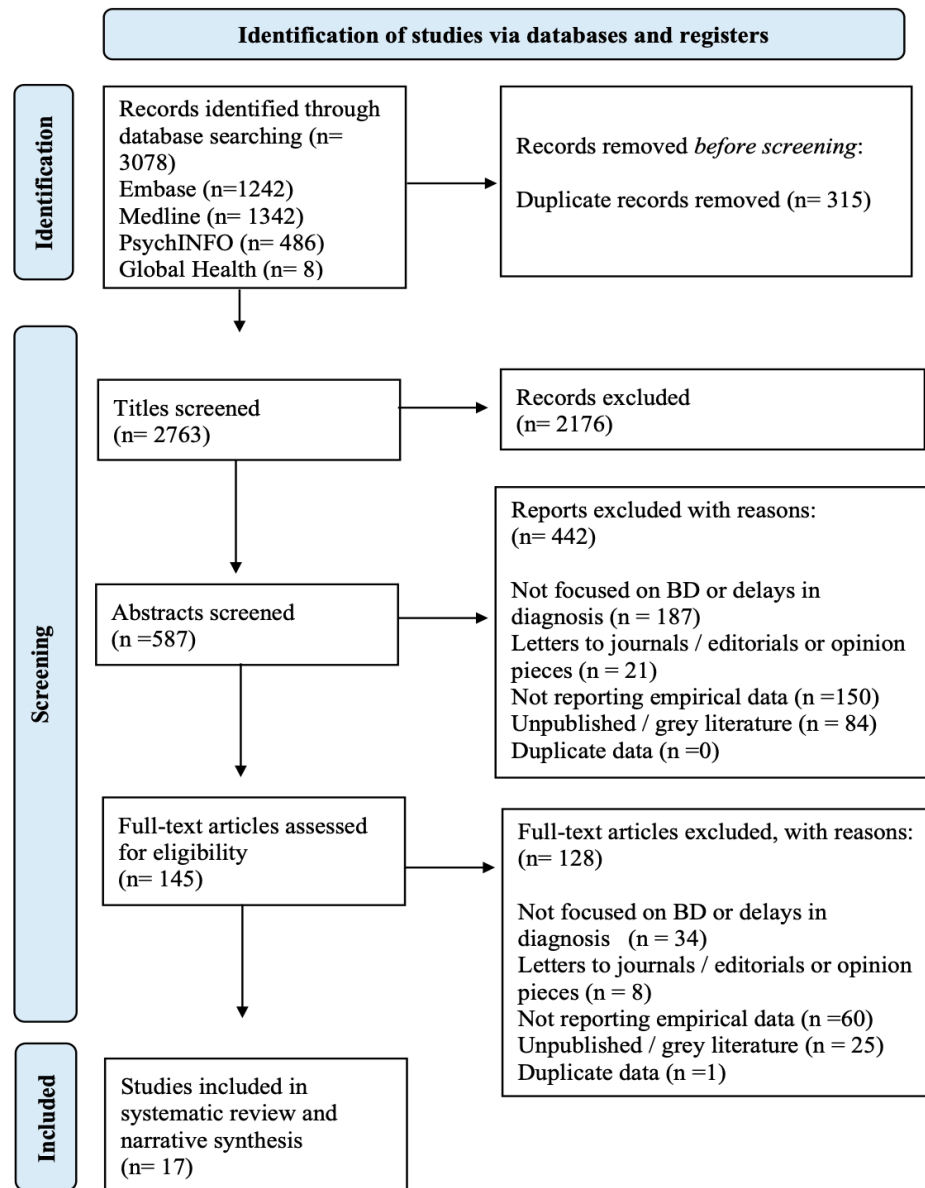 Identification of studies via databases and registers
Identification
Records identified through
database searching (n=
3078)
Embase (n=1242)
Medline (n= 1342)
PsychINFO (n= 486)
Global Health (n= 8)
Records removed before screening:
Duplicate records removed (n= 315)
Screening
Titles screened
(n= 2763)
Records excluded
(n= 2176)
Abstracts screened
(n =587)
Reports excluded with reasons:
(n= 442)
Not focused on BD or delays in
diagnosis (n = 187)
Letters to journals / editorials or opinion
pieces (n = 21)
Not reporting empirical data (n =150)
Unpublished / grey literature (n = 84)
Duplicate data (n =0)
Full-text articles assessed
for eligibility
(n= 145)
Full-text articles excluded, with reasons:
(n= 128)
Not focused on BD or delays in
diagnosis (n = 34)
Letters to journals / editorials or opinion
pieces (n = 8)
Not reporting empirical data (n =60)
Unpublished / grey literature (n = 25)
Duplicate data (n =1)
Included
Studies included in
systematic review and
narrative synthesis
(n= 17)